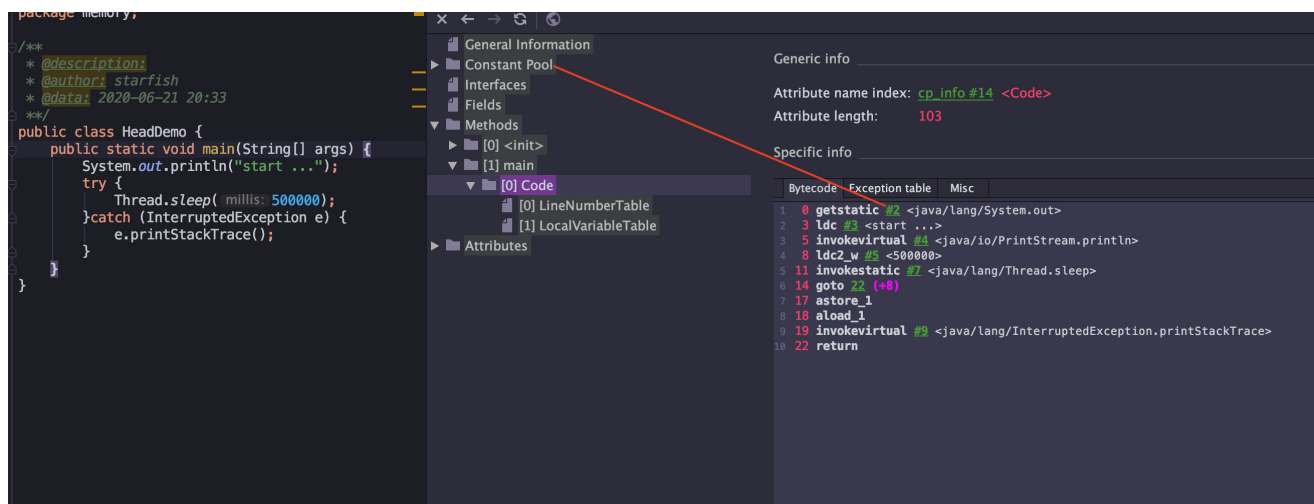 package memory;
/**
* @description:
* @author: starfish
* @data: 2020-06-21 20:33
**/
public class HeadDemo {
public static void main(String[] args) {
System.out.println("start ...");
try {
Thread.sleep( millis: 500000);
}catch (InterruptedException e) {
e.printStackTrace();
}
}
}
General Information
Constant Pool
Interfaces
Fields
Methods
[0] <init>
[1] main
[0] Code
[0] LineNumberTable
[1] LocalVariableTable
Attributes
Generic info
Attribute name index: cp_info #14 <Code>
Attribute length: 103
Specific info
Bytecode Exception table Misc
1 0 getstatic #2 <java/lang/System.out>
2 3 ldc #3 <start ...>
3 5 invokevirtual #4 <java/io/PrintStream.println>
4 8 ldc2_w #5 <500000>
5 11 invokestatic #7 <java/lang/Thread.sleep>
6 14 goto 22 (+8)
7 17 astore_1
8 18 aload_1
9 19 invokevirtual #9 <java/lang/InterruptedException.printStackTrace>
10 22 return